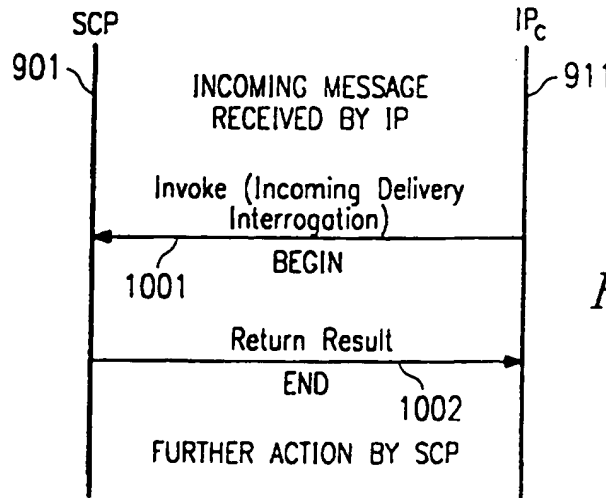 SCP
IPC
901
911
INCOMING MESSAGE
RECEIVED BY IP
Invoke (Incoming Delivery
Interrogation)
BEGIN
1001
Return Result
END
1002
FURTHER ACTION BY SCP